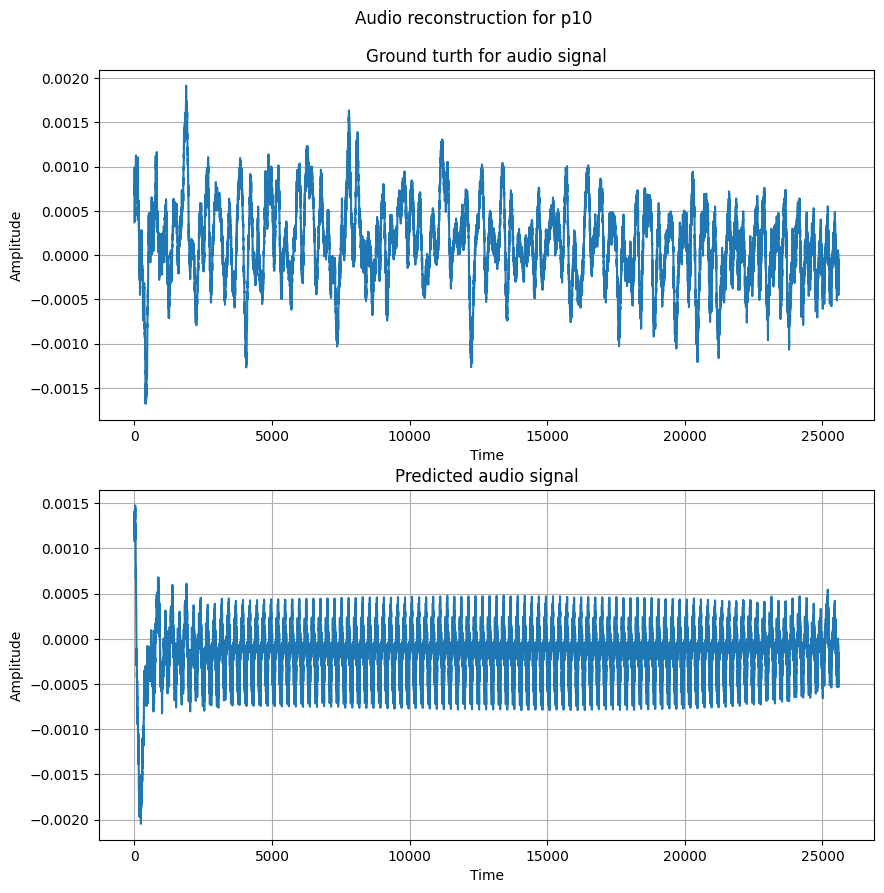 Audio reconstruction for p10
Ground turth for audio signal
0.0020
0.0015
0.0010
0.0005
0.0000
−0.0005
−0.0010
−0.0015
Amplitude
0 5000 10000 15000 20000 25000
Time
Predicted audio signal
0.0015
0.0010
0.0005
0.0000
−0.0005
−0.0010
−0.0015
−0.0020
Amplitude
0 5000 10000 15000 20000 25000
Time